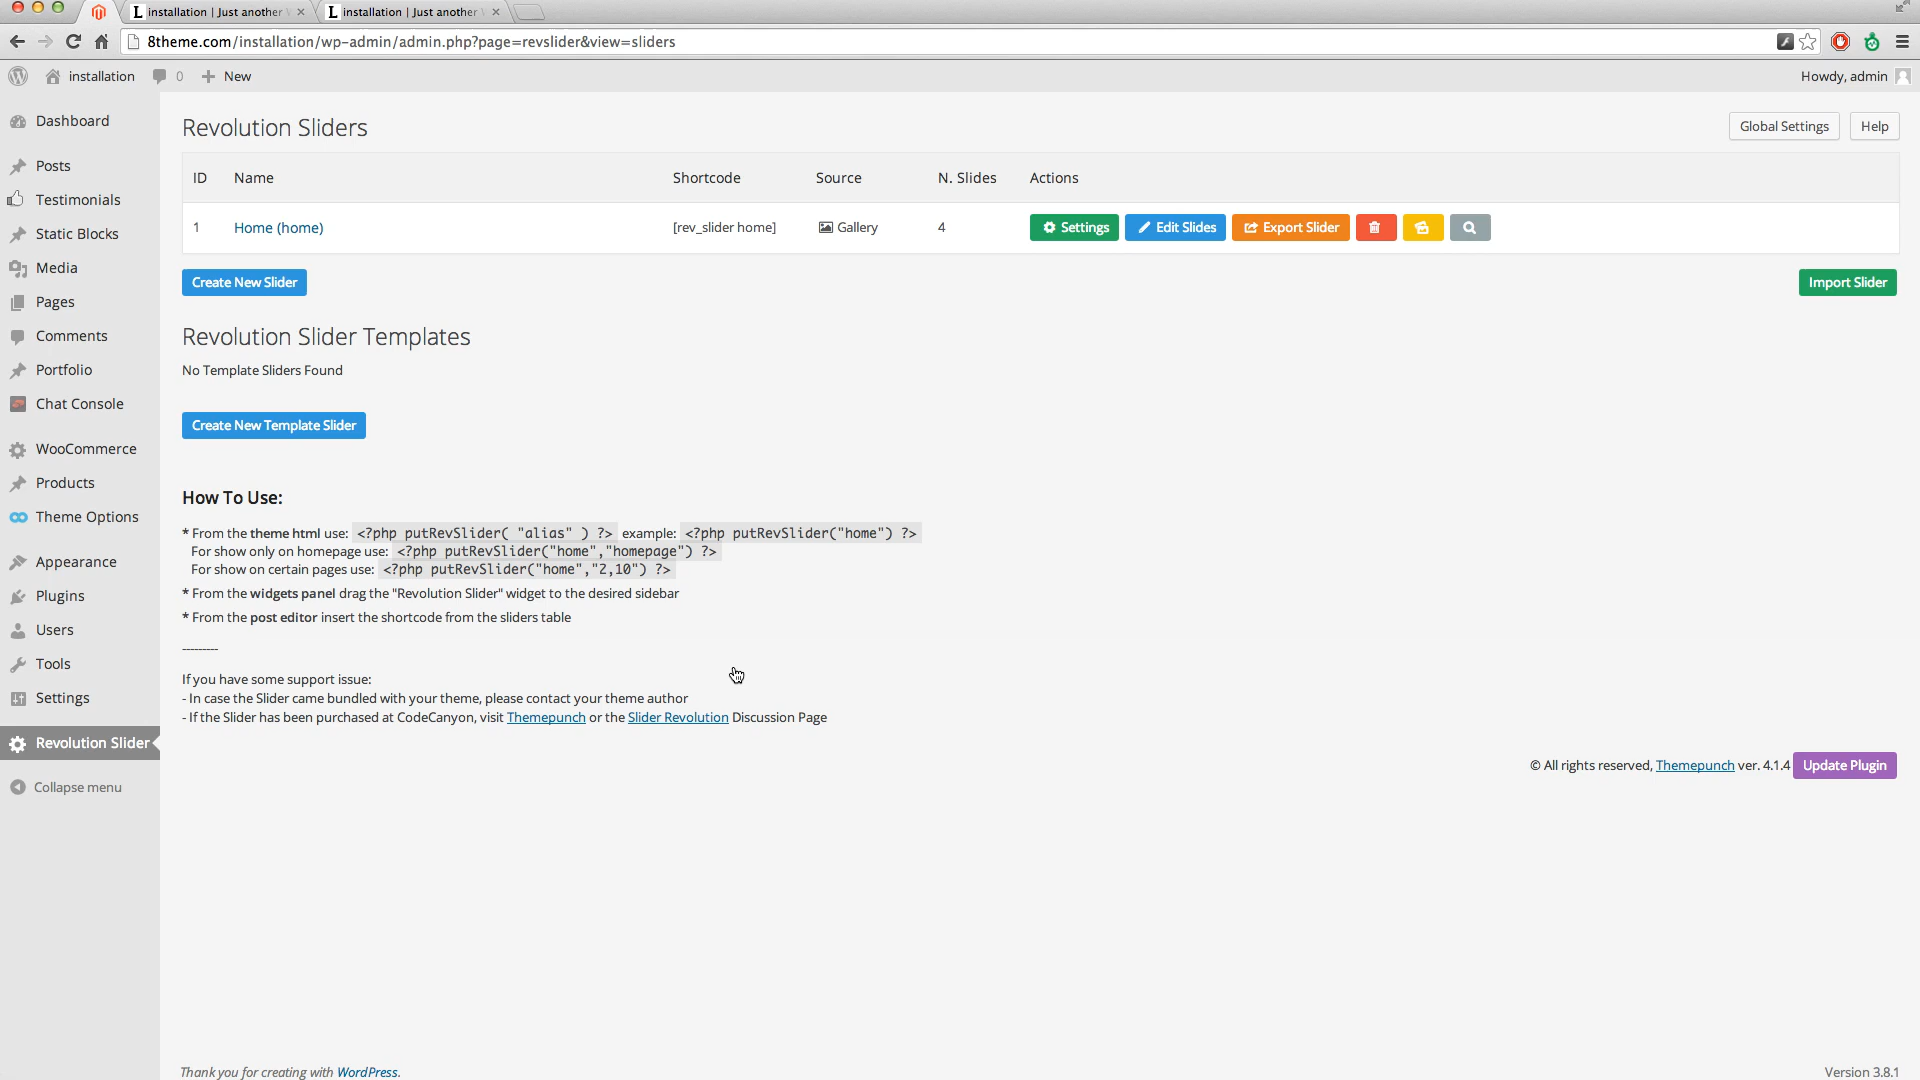 installation | Just another
installation | Just another
8theme.com/installation/wp-admin/admin.php?page=revslider&view=sliders
installation
0
New
Howdy, admin
Dashboard
Posts
Testimonials
Static Blocks
Media
Pages
Comments
Portfolio
Chat Console
WooCommerce
Products
Theme Options
Appearance
Plugins
Users
Tools
Settings
Revolution Slider
Collapse menu
Revolution Sliders
Global Settings
Help
ID Name Shortcode Source N. Slides Actions
1 Home (home) [rev_slider home] Gallery 4 Settings Edit Slides Export Slider
Create New Slider
Import Slider
Revolution Slider Templates
No Template Sliders Found
Create New Template Slider
How To Use:
* From the theme html use: <?php putRevSlider( "alias" ) ?> example: <?php putRevSlider("home") ?>
For show only on homepage use: <?php putRevSlider("home","homepage") ?>
For show on certain pages use: <?php putRevSlider("home","2,10") ?>
* From the widgets panel drag the "Revolution Slider" widget to the desired sidebar
* From the post editor insert the shortcode from the sliders table
---------
If you have some support issue:
- In case the Slider came bundled with your theme, please contact your theme author
- If the Slider has been purchased at CodeCanyon, visit Themepunch or the Slider Revolution Discussion Page
© All rights reserved, Themepunch ver. 4.1.4 Update Plugin
Thank you for creating with WordPress.
Version 3.8.1